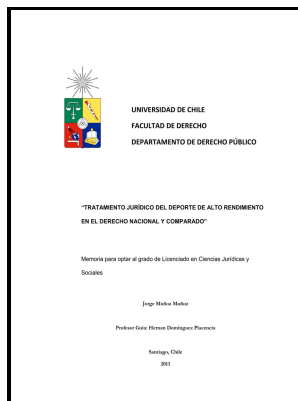 UNIVERSIDAD DE CHILE
FACULTAD DE DERECHO
DEPARTAMENTO DE DERECHO PÚBLICO
“TRATAMIENTO JURÍDICO DEL DEPORTE DE ALTO RENDIMIENTO
EN EL DERECHO NACIONAL Y COMPARADO”
Memoria para optar al grado de Licenciado en Ciencias Jurídicas y
Sociales
Jorge Muñoz Muñoz
Profesor Guía: Hernan Domínguez Placencia
Santiago, Chile
2013